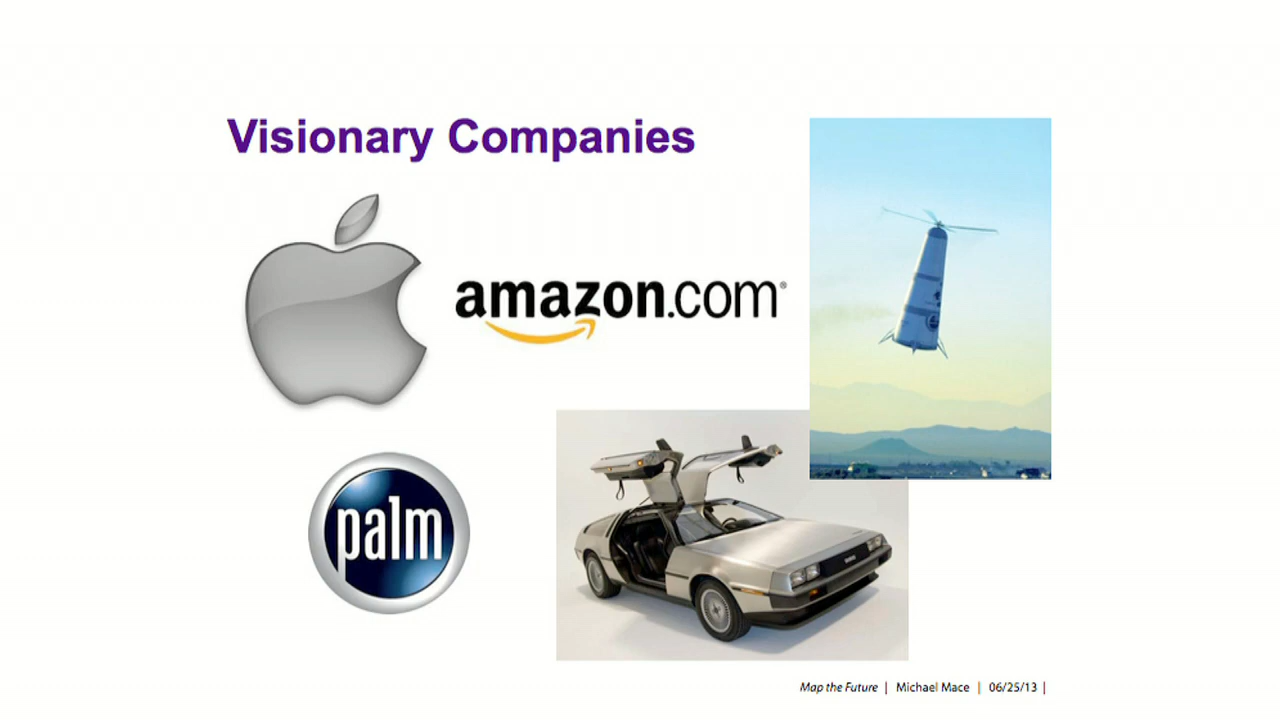 Visionary Companies
amazon.com®
palm
Map the Future | Michael Mace | 06/25/13 |